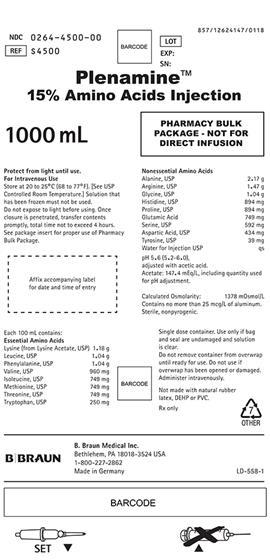 857/12624147/0118
NDC 0264-4500-00
REF S4500
BARCODE
LOT
EXP:
SN:
Plenamine™
15% Amino Acids Injection
1000 mL
PHARMACY BULK
PACKAGE - NOT FOR
DIRECT INFUSION
Protect from light until use.
For Intravenous Use
Store at 20 to 25°C (68 to 77°F). [See USP
Controlled Room Temperature.] Solution that
has been frozen must not be used.
Do not expose to light before using. Once
closure is penetrated, transfer contents
promptly, total time not to exceed 4 hours.
See package insert for proper use of Pharmacy
Bulk Package.
Affix accompanying label
for date and time of entry
Each 100 mL contains:
Essential Amino Acids
Lysine (from Lysine Acetate, USP) 1.18 g
Leucine, USP 1.04 g
Phenylalanine, USP 1.04 g
Valine, USP 960 mg
Isoleucine, USP 749 mg
Methionine, USP 749 mg
Threonine, USP 749 mg
Tryptophan, USP 250 mg
Nonessential Amino Acids
Alanine, USP 2.17 g
Arginine, USP 1.47 g
Glycine, USP 1.04 g
Histidine, USP 894 mg
Proline, USP 894 mg
Glutamic Acid 749 mg
Serine, USP 592 mg
Aspartic Acid, USP 434 mg
Tyrosine, USP 39 mg
Water for Injection USP qs
pH 5.6 (5.2-6.0),
adjusted with acetic acid.
Acetate: 147.4 mEq/L, including quantity used
for pH adjustment.
Calculated Osmolarity: 1378 mOsmol/L
Contains no more than 25 mcg/L of aluminum.
Sterile, nonpyrogenic.
BARCODE
Single dose container. Use only if bag
and seal are undamaged and solution
is clear.
Do not remove container from overwrap
until ready for use. Do not use if
overwrap has been opened or damaged.
Administer intravenously.
Not made with natural rubber
latex, DEHP or PVC.
Rx only
7
OTHER
B|BRAUN
B. Braun Medical Inc.
Bethlehem, PA 18018-3524 USA
1-800-227-2862
Made in Germany
LD-558-1
BARCODE
SET